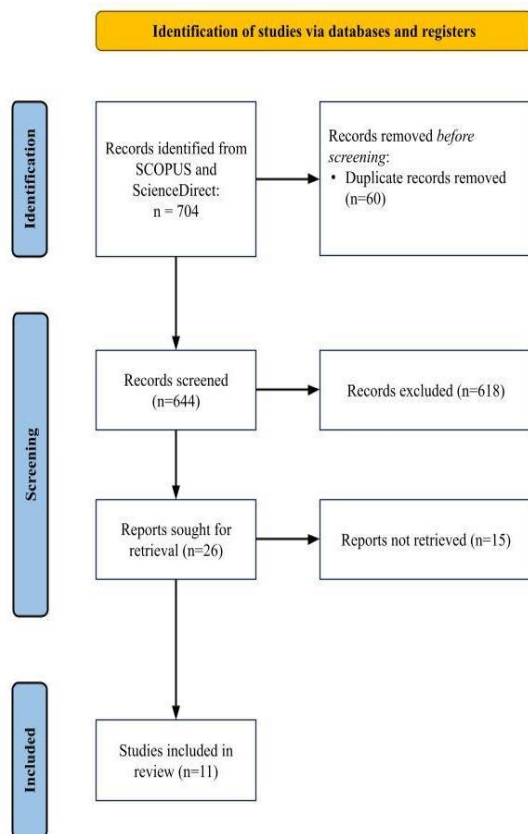 Identification of studies via databases and registers
Identification
Records identified from
SCOPUS and
ScienceDirect:
n = 704
Records removed before
screening:
• Duplicate records removed
(n=60)
Screening
Records screened
(n=644)
Records excluded (n=618)
Reports sought for
retrieval (n=26)
Reports not retrieved (n=15)
Included
Studies included in
review (n=11)